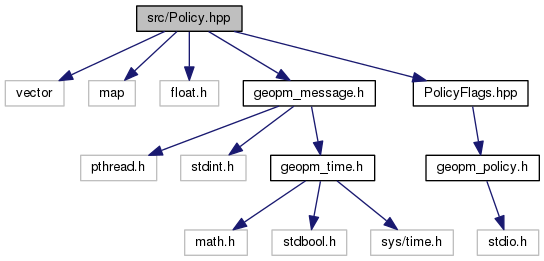 src/Policy.hpp
vector
map
float.h
geopm_message.h
PolicyFlags.hpp
pthread.h
stdint.h
geopm_time.h
geopm_policy.h
math.h
stdbool.h
sys/time.h
stdio.h